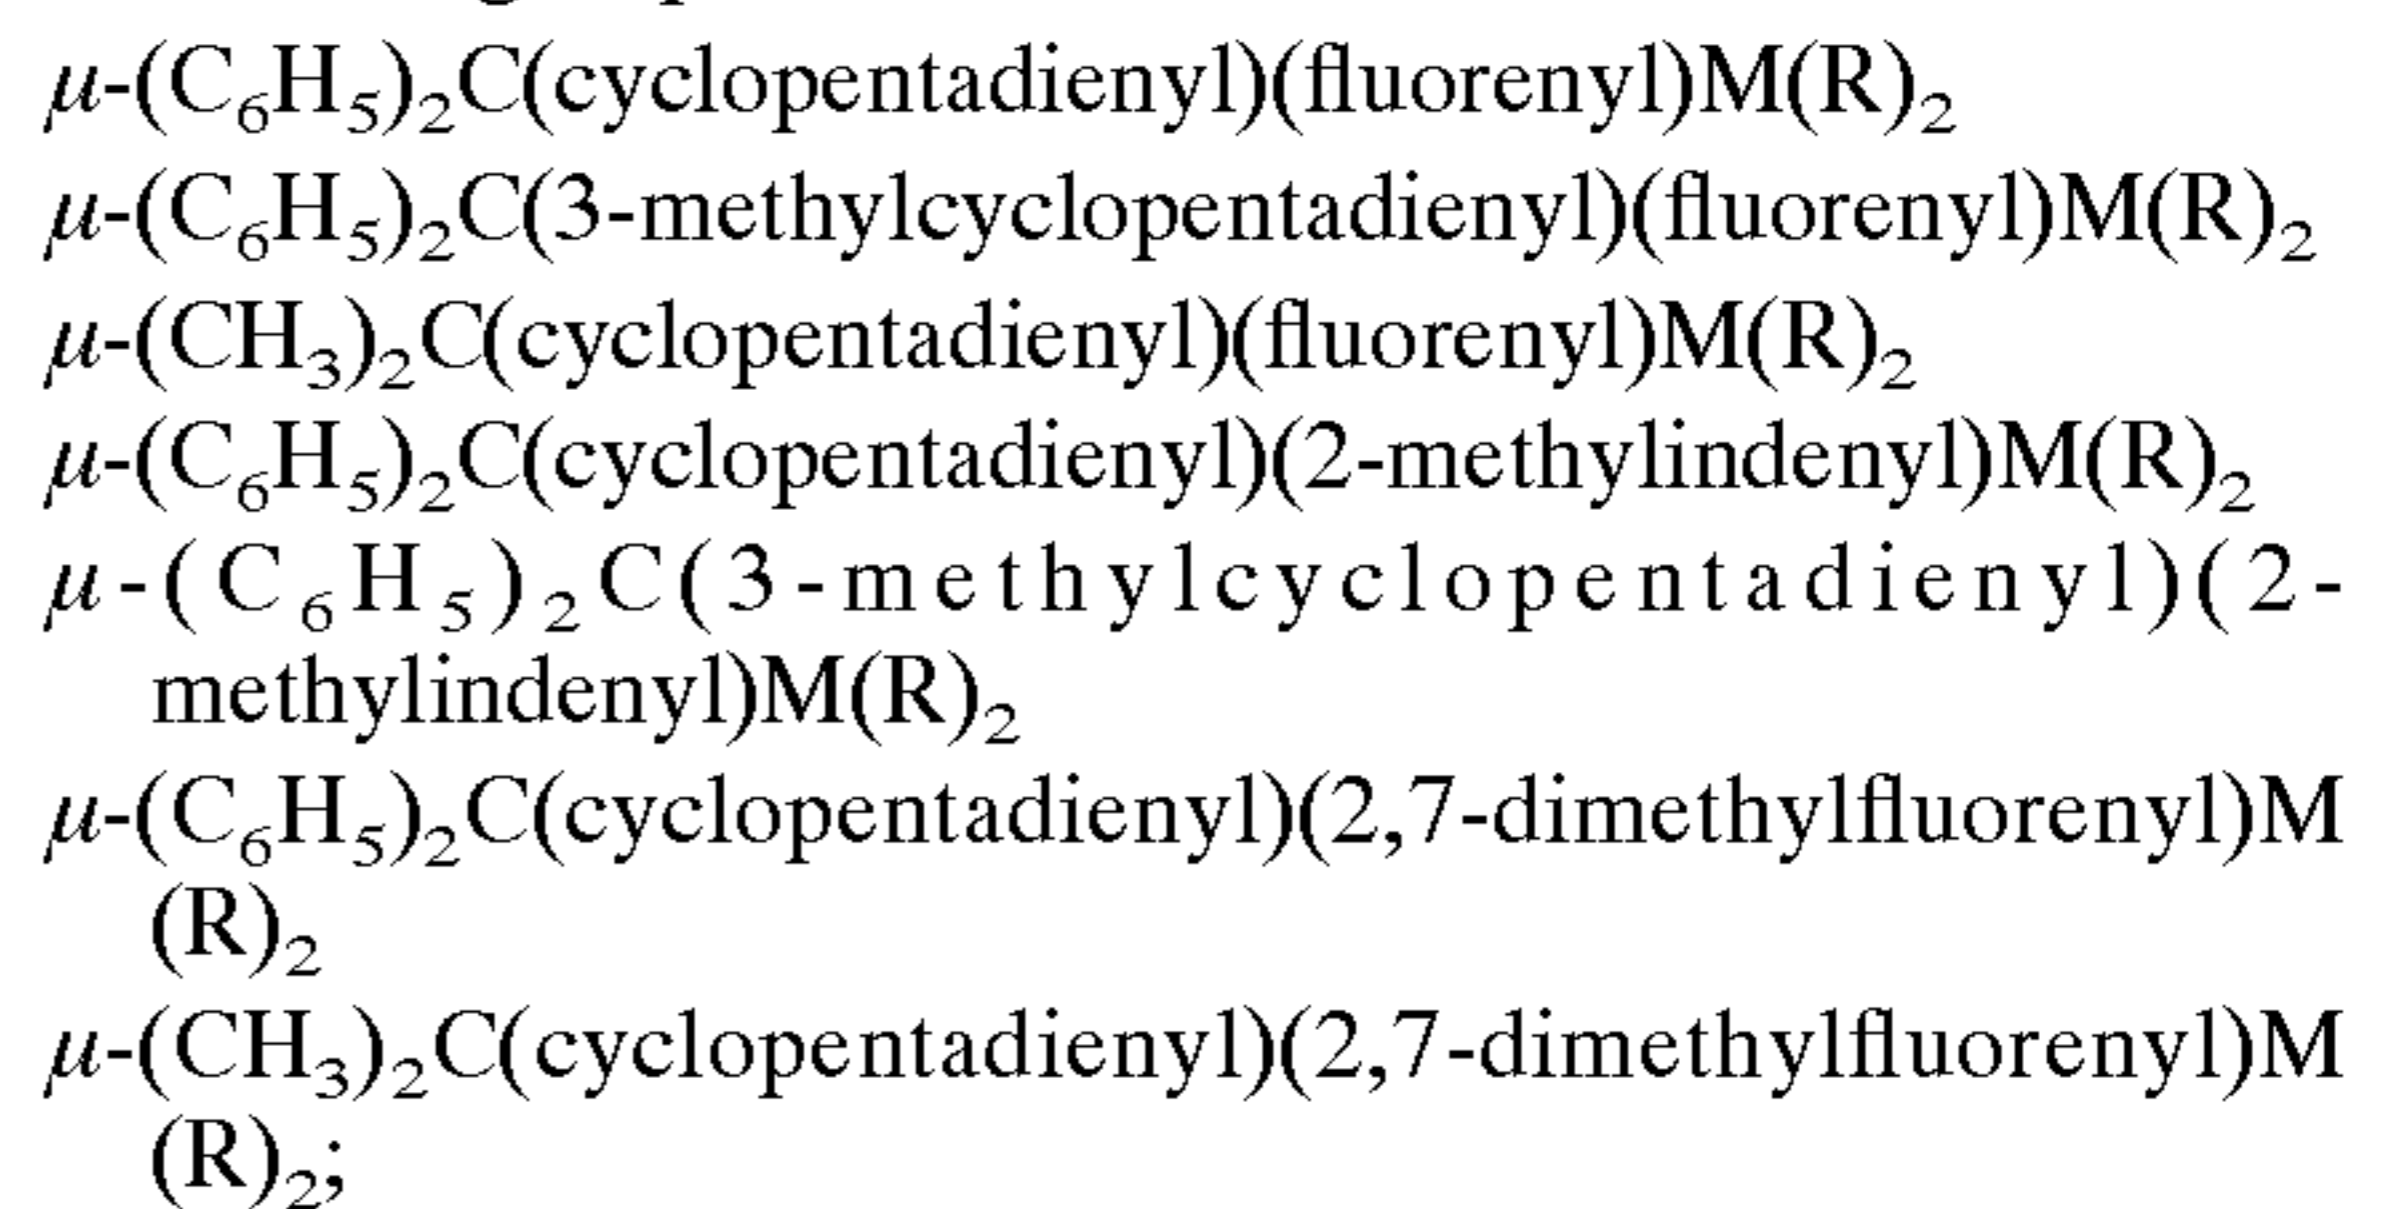 μ-(C₆H₅)₂C(cyclopentadienyl)(fluorenyl)M(R)₂
μ-(C₆H₅)₂C(3-methylcyclopentadienyl)(fluorenyl)M(R)₂
μ-(CH₃)₂C(cyclopentadienyl)(fluorenyl)M(R)₂
μ-(C₆H₅)₂C(cyclopentadienyl)(2-methylindenyl)M(R)₂
μ-(C₆H₅)₂C(3-methylcyclopentadienyl)(2-
methylindenyl)M(R)₂
μ-(C₆H₅)₂C(cyclopentadienyl)(2,7-dimethylfluorenyl)M
(R)₂
μ-(CH₃)₂C(cyclopentadienyl)(2,7-dimethylfluorenyl)M
(R)₂;